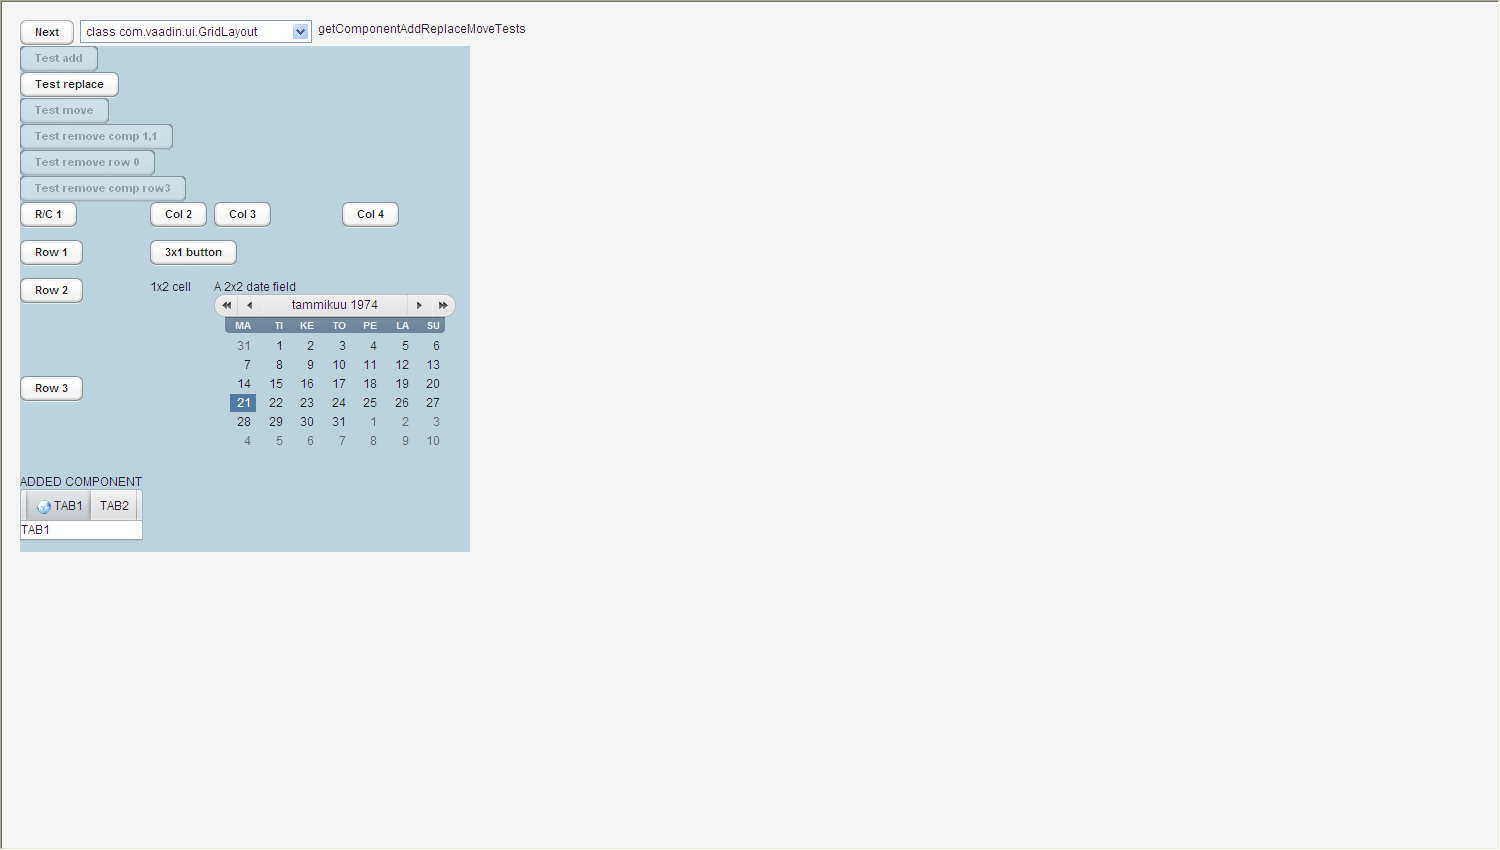 Next class com.vaadin.ui.GridLayout getComponentAddReplaceMoveTests
Test add
Test replace
Test move
Test remove comp 1,1
Test remove row 0
Test remove comp row3
R/C 1 Col 2 Col 3 Col 4
Row 1 3x1 button
Row 2 1x2 cell A 2x2 date field
tammikuu 1974
MA TI KE TO PE LA SU
31 1 2 3 4 5 6
7 8 9 10 11 12 13
14 15 16 17 18 19 20
Row 3
21 22 23 24 25 26 27
28 29 30 31 1 2 3
4 5 6 7 8 9 10
ADDED COMPONENT
TAB1 TAB2
TAB1